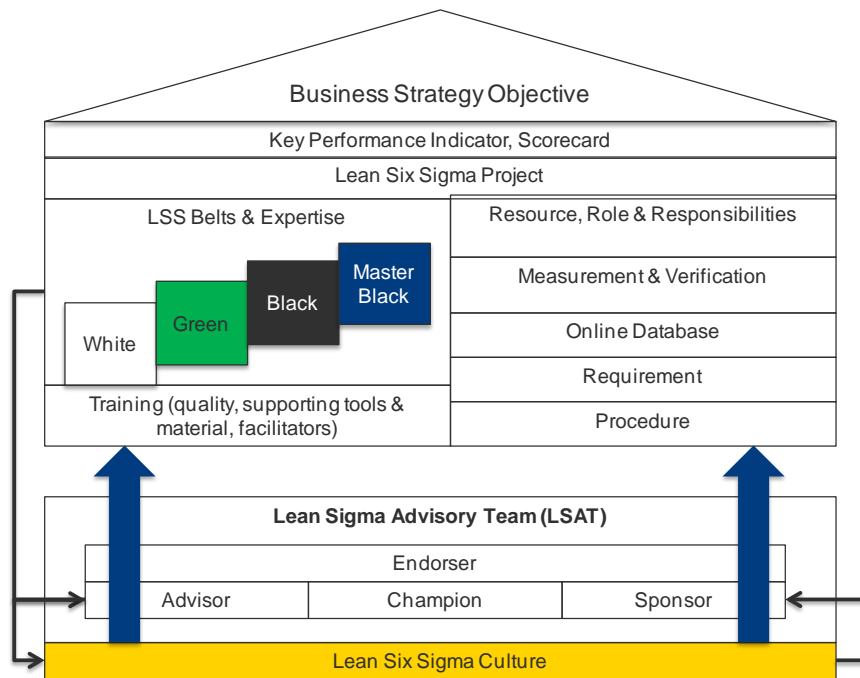 Business Strategy Objective
Key Performance Indicator, Scorecard
Lean Six Sigma Project
LSS Belts & Expertise
White
Green
Black
Master
Black
Training (quality, supporting tools &
material, facilitators)
Resource, Role & Responsibilities
Measurement & Verification
Online Database
Requirement
Procedure
Lean Sigma Advisory Team (LSAT)
Endorser
Advisor
Champion
Sponsor
Lean Six Sigma Culture